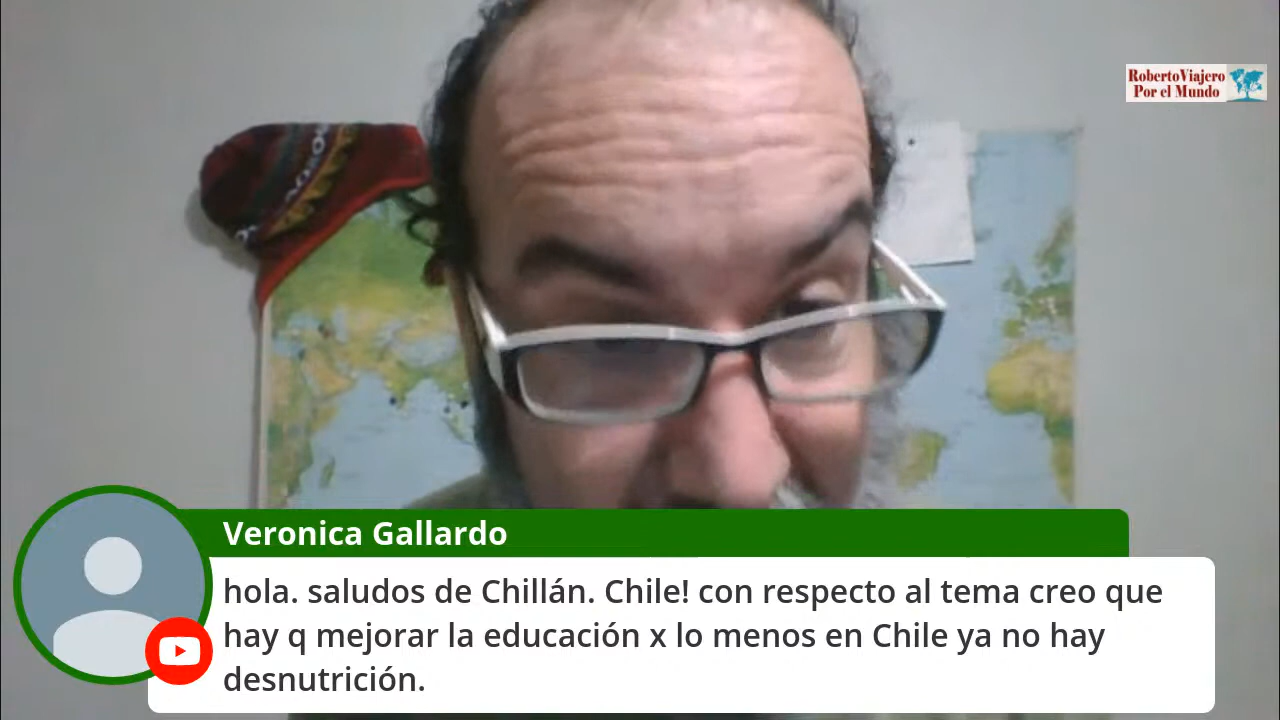 RobertoViajero
Por el Mundo
Veronica Gallardo
hola. saludos de Chillán. Chile! con respecto al tema creo que
hay q mejorar la educación x lo menos en Chile ya no hay
desnutrición.